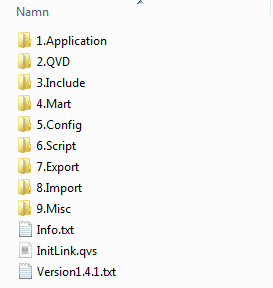 Namn
1.Application
2.QVD
3.Include
4.Mart
5.Config
6.Script
7.Export
8.Import
9.Misc
Info.txt
InitLink.qvs
Version1.4.1.txt